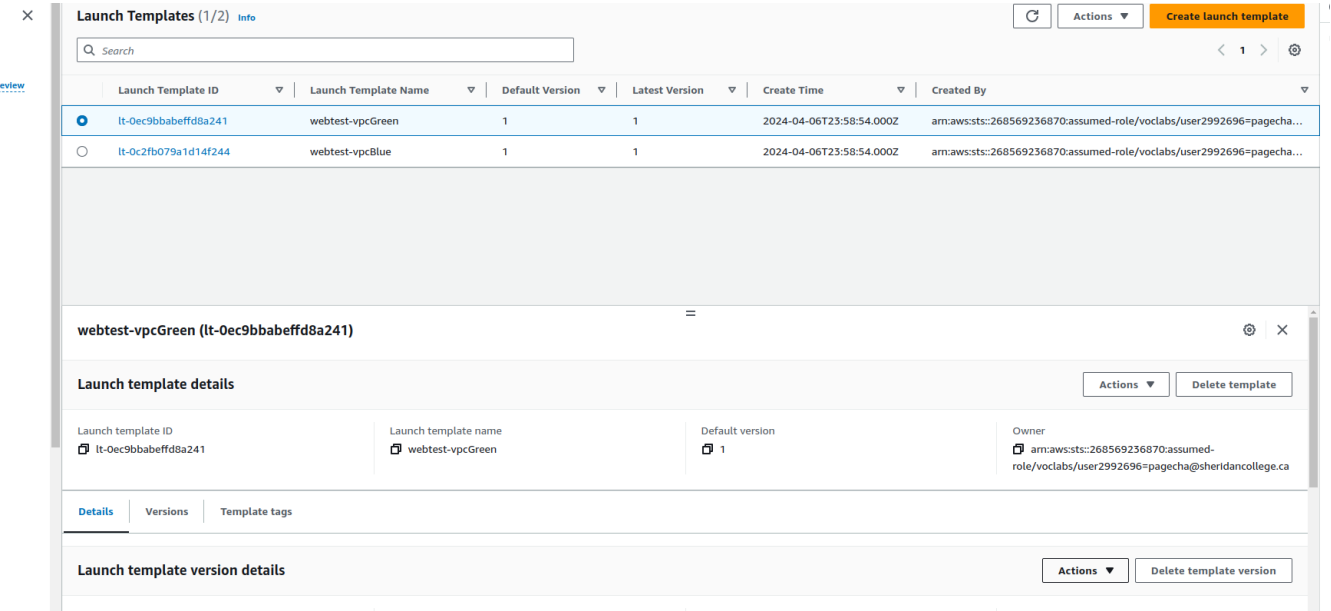 Launch Templates (1/2) Info
Actions
Create launch template
Search
1
eview
Launch Template ID Launch Template Name Default Version Latest Version Create Time Created By
lt-0ec9bbabeffd8a241 webtest-vpcGreen 1 1 2024-04-06T23:58:54.000Z arn:aws:sts::268569236870:assumed-role/voclabs/user2992696=pagecha...
lt-0c2fb079a1d14f244 webtest-vpcBlue 1 1 2024-04-06T23:58:54.000Z arn:aws:sts::268569236870:assumed-role/voclabs/user2992696=pagecha...
webtest-vpcGreen (lt-0ec9bbabeffd8a241)
Launch template details
Actions
Delete template
Launch template ID Launch template name Default version Owner
lt-0ec9bbabeffd8a241 webtest-vpcGreen 1 arn:aws:sts::268569236870:assumed-
role/voclabs/user2992696=pagecha@sheridancollege.ca
Details Versions Template tags
Launch template version details
Actions
Delete template version